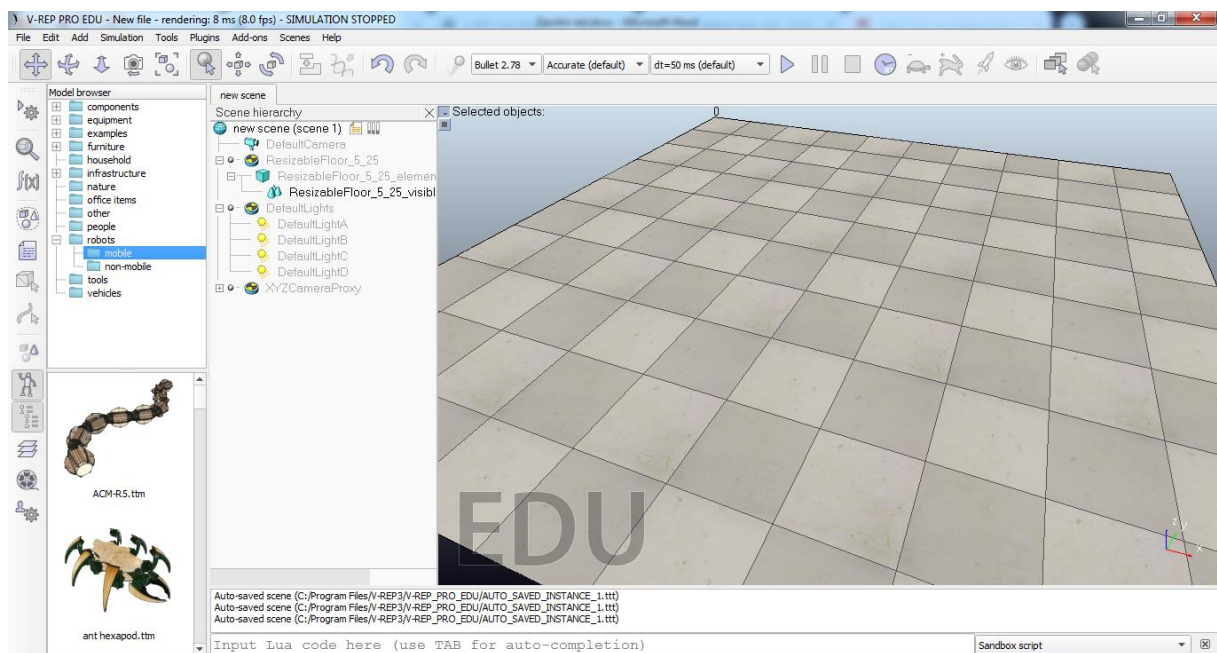 V-REP PRO EDU - New file - rendering: 8 ms (8.0 fps) - SIMULATION STOPPED
File Edit Add Simulation Tools Plugins Add-ons Scenes Help
Bullet 2.78 Accurate (default) dt=50 ms (default)
Model browser
components
equipment
examples
furniture
household
infrastructure
nature
office items
other
people
robots
mobile
non-mobile
tools
vehicles
ACM-R5.ttm
ant hexapod.ttm
new scene
Scene hierarchy
new scene (scene 1)
DefaultCamera
ResizableFloor_5_25
ResizableFloor_5_25_elemen
ResizableFloor_5_25_visibl
DefaultLights
DefaultLightA
DefaultLightB
DefaultLightC
DefaultLightD
XYZCameraProxy
Selected objects:
0
EDU
z
y
x
Auto-saved scene (C:/Program Files/V-REP3/V-REP_PRO_EDU/AUTO_SAVED_INSTANCE_1.ttt)
Auto-saved scene (C:/Program Files/V-REP3/V-REP_PRO_EDU/AUTO_SAVED_INSTANCE_1.ttt)
Auto-saved scene (C:/Program Files/V-REP3/V-REP_PRO_EDU/AUTO_SAVED_INSTANCE_1.ttt)
Input Lua code here (use TAB for auto-completion)
Sandbox script
f(x)